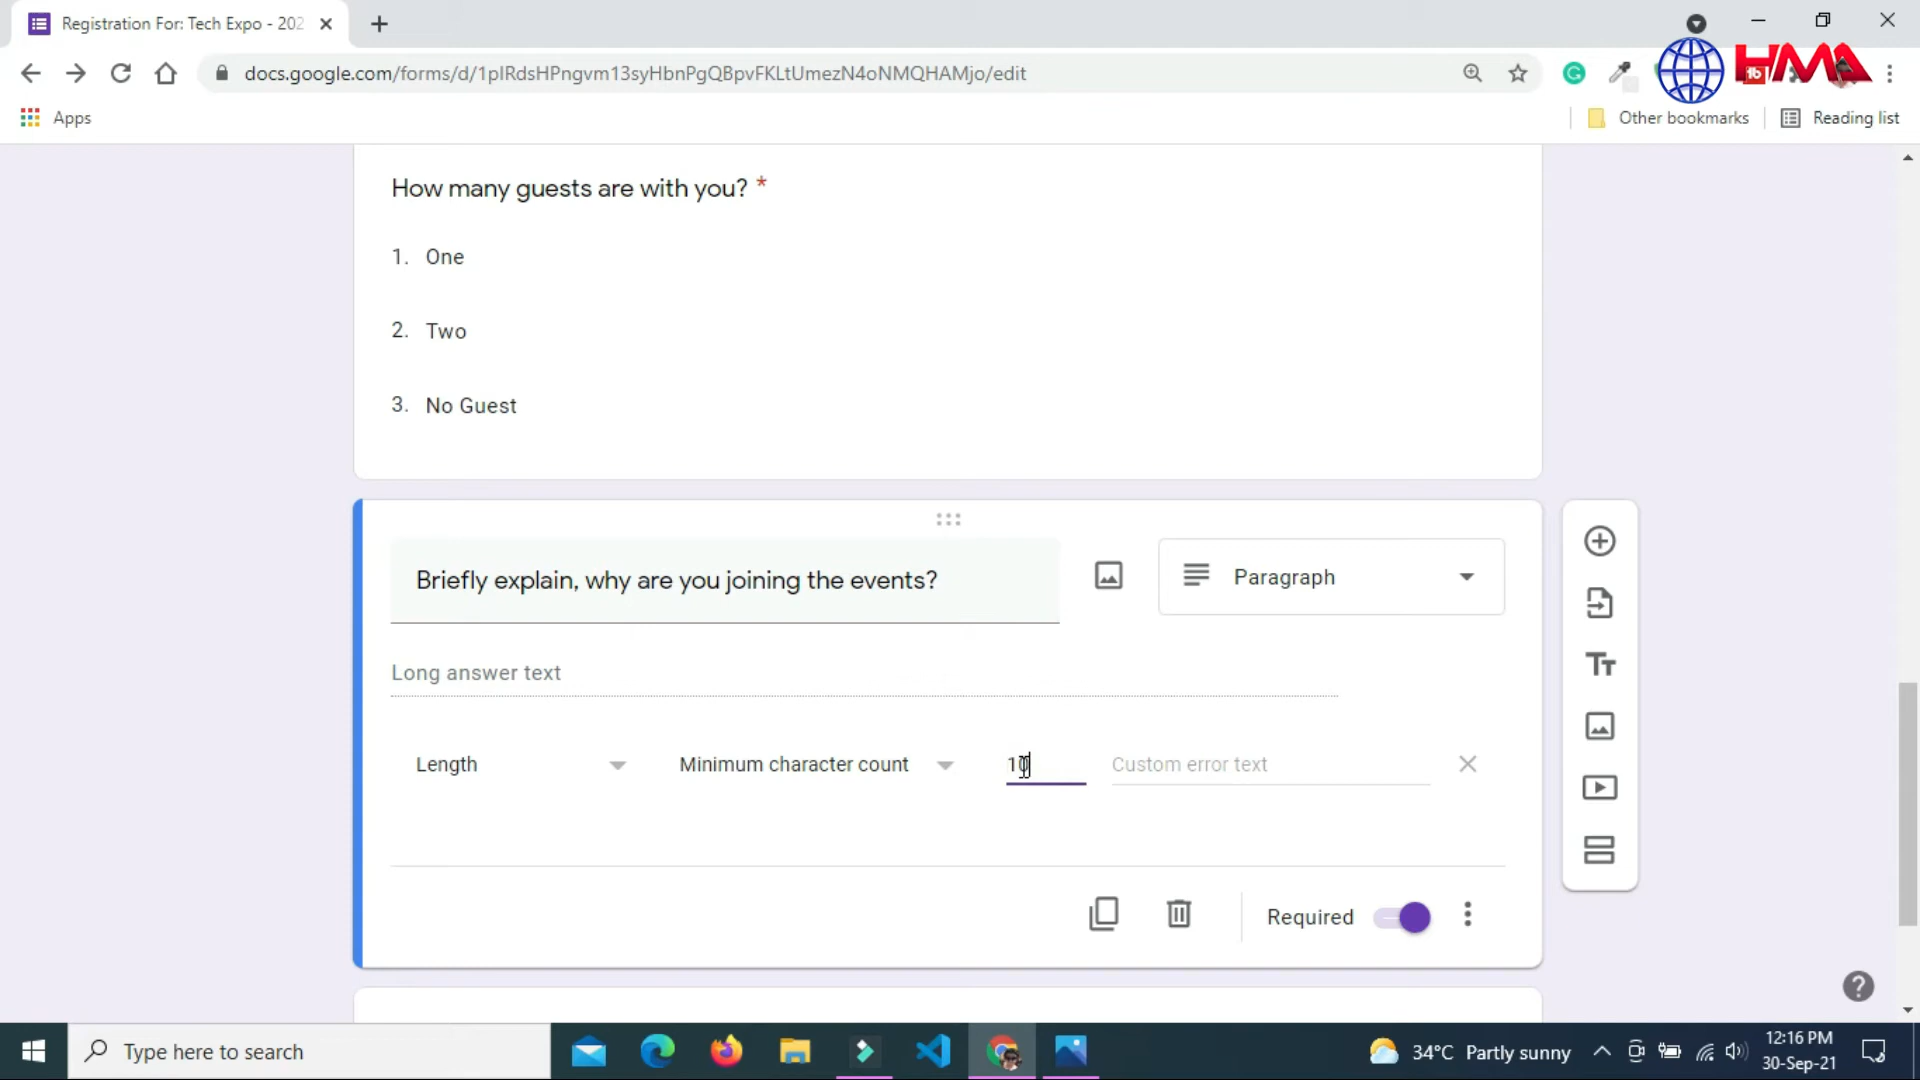 Registration For: Tech Expo - 202
docs.google.com/forms/d/1pIRdsHPngvm13syHbnPgQBpvFKLtUmezN4oNMQHAMjo/edit
HMA
Apps
Other bookmarks
Reading list
How many guests are with you? *
1. One
2. Two
3. No Guest
Briefly explain, why are you joining the events?
Paragraph
Long answer text
Length
Minimum character count
10
Custom error text
Required
Type here to search
34°C Partly sunny
12:16 PM
30-Sep-21